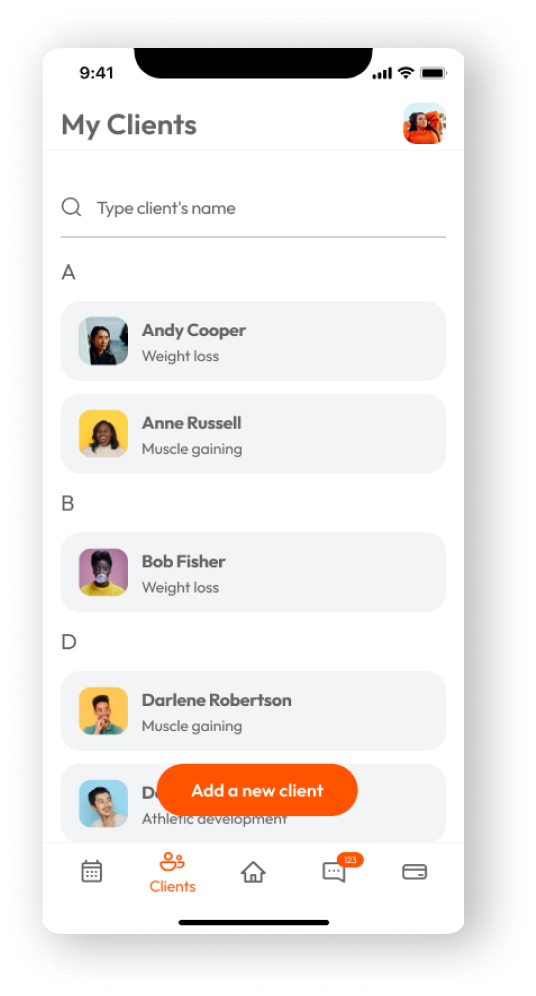 9:41
My Clients
Type client's name
A
Andy Cooper
Weight loss
Anne Russell
Muscle gaining
B
Bob Fisher
Weight loss
D
Darlene Robertson
Muscle gaining
Add a new client
Athletic development
123
Clients